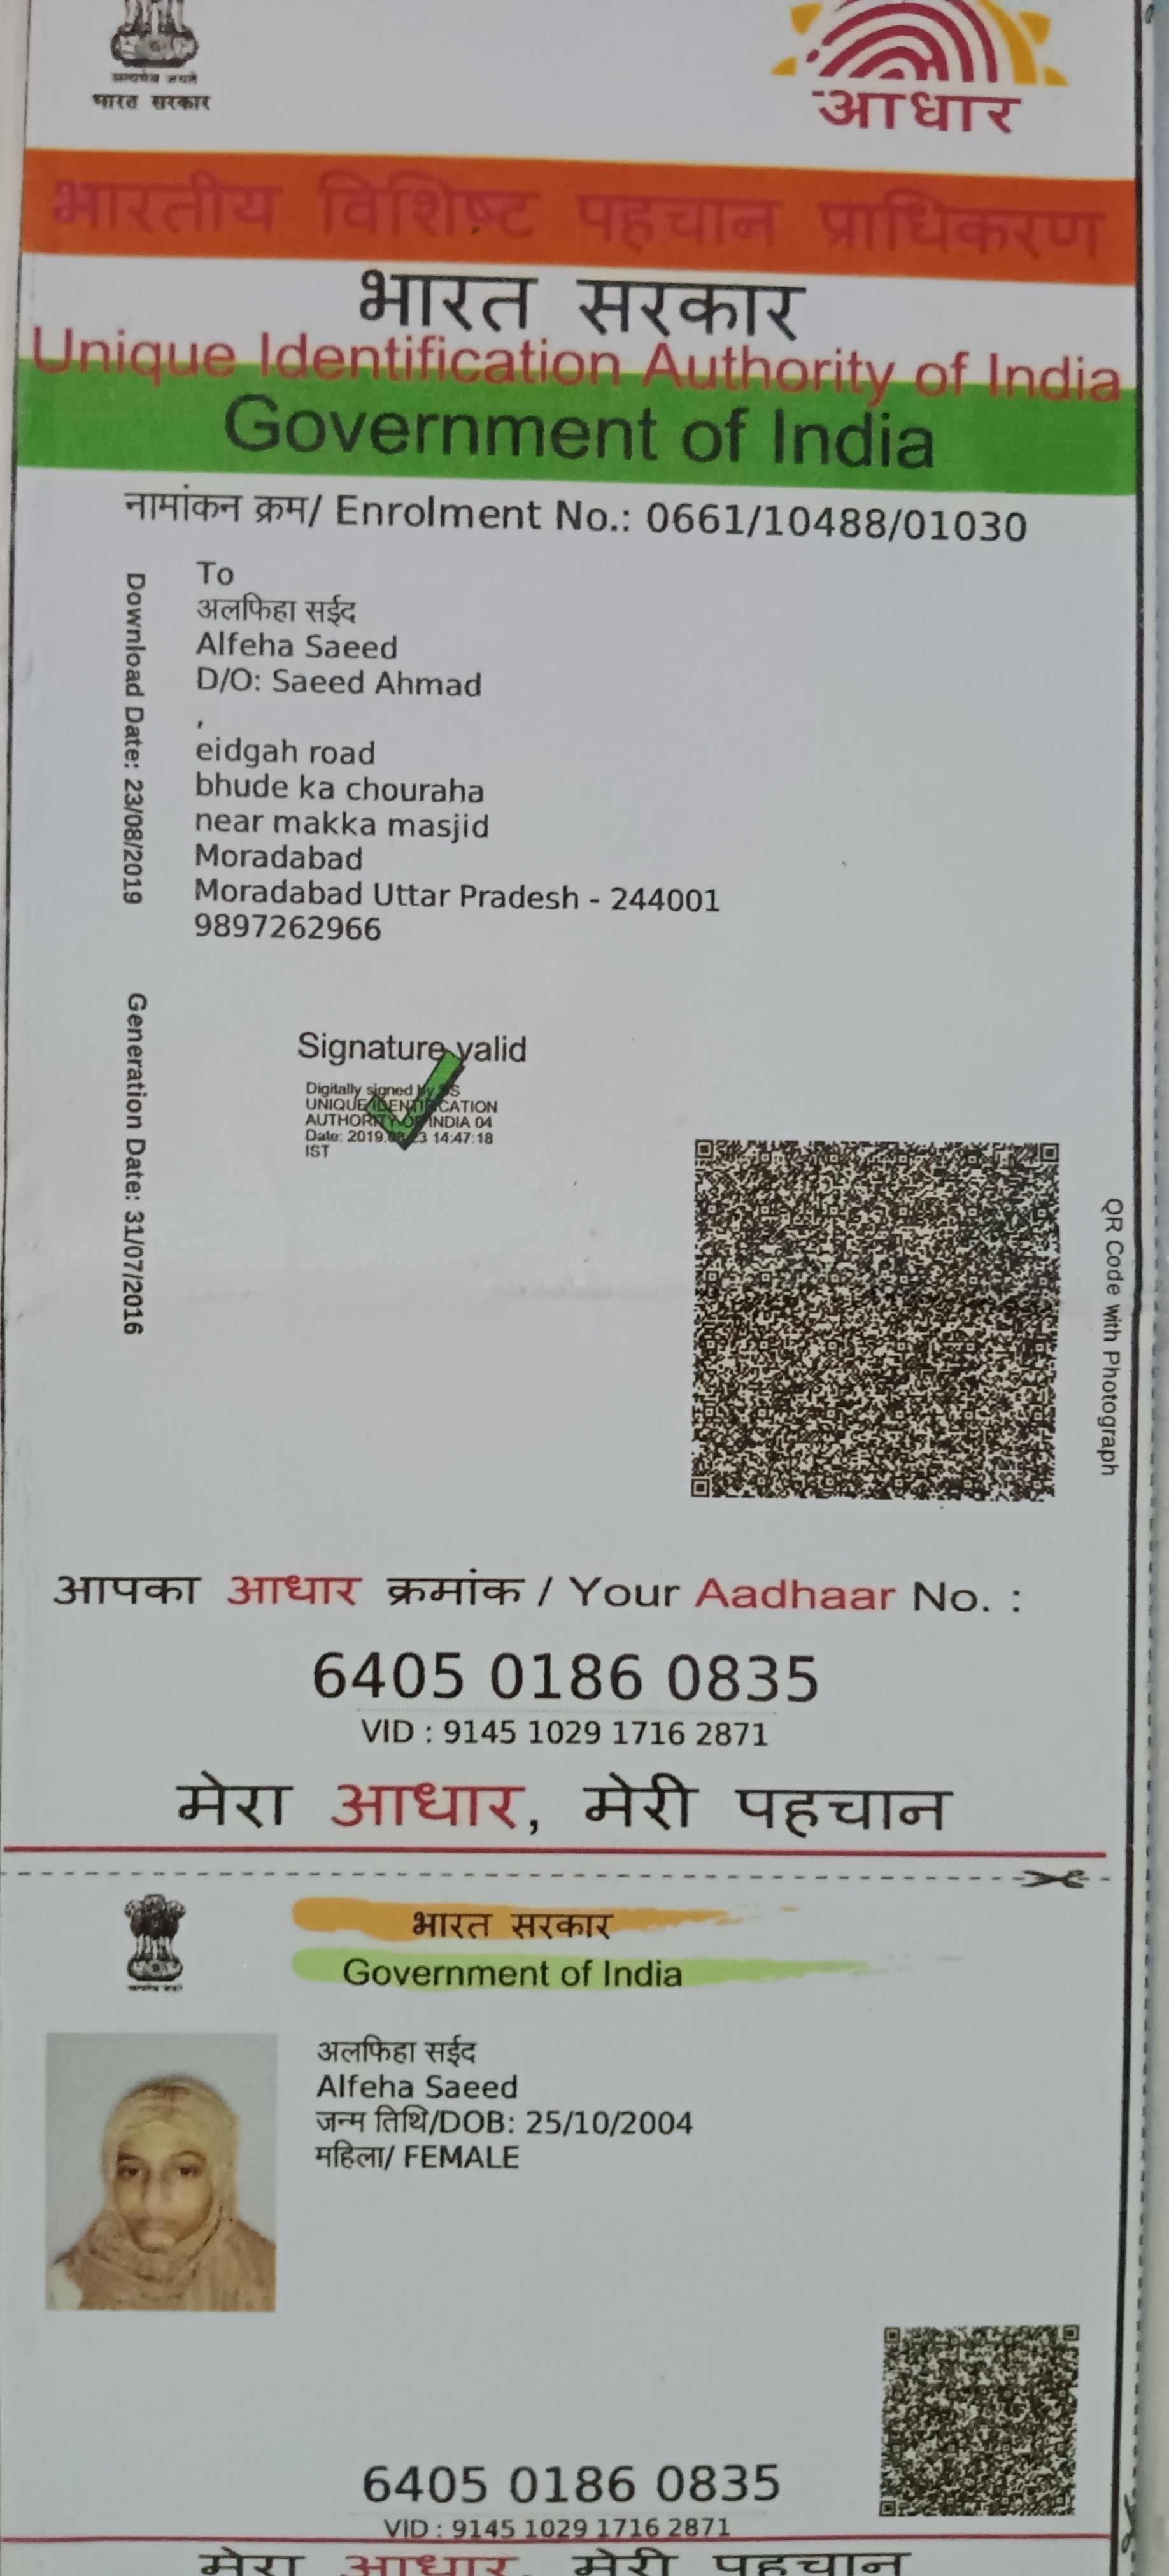 सत्यमेव जयते
भारत सरकार
आधार
भारतीय विशिष्ट पहचान प्राधिकरण
भारत सरकार
Unique Identification Authority of India
Government of India
नामांकन क्रम/ Enrolment No.: 0661/10488/01030
To
अलफिहा सईद
Alfeha Saeed
D/O: Saeed Ahmad
,
eidgah road
bhude ka chouraha
near makka masjid
Moradabad
Moradabad Uttar Pradesh - 244001
9897262966
Download Date: 23/08/2019
Generation Date: 31/07/2016
Signature valid
Digitally signed by DS
UNIQUE IDENTIFICATION
AUTHORITY OF INDIA 04
Date: 2019.08.23 14:47:18
IST
QR Code with Photograph
आपका आधार क्रमांक / Your Aadhaar No. :
6405 0186 0835
VID : 9145 1029 1716 2871
मेरा आधार, मेरी पहचान
भारत सरकार
Government of India
अलफिहा सईद
Alfeha Saeed
जन्म तिथि/DOB: 25/10/2004
महिला/ FEMALE
6405 0186 0835
VID : 9145 1029 1716 2871
मेरा आधार, मेरी पहचान